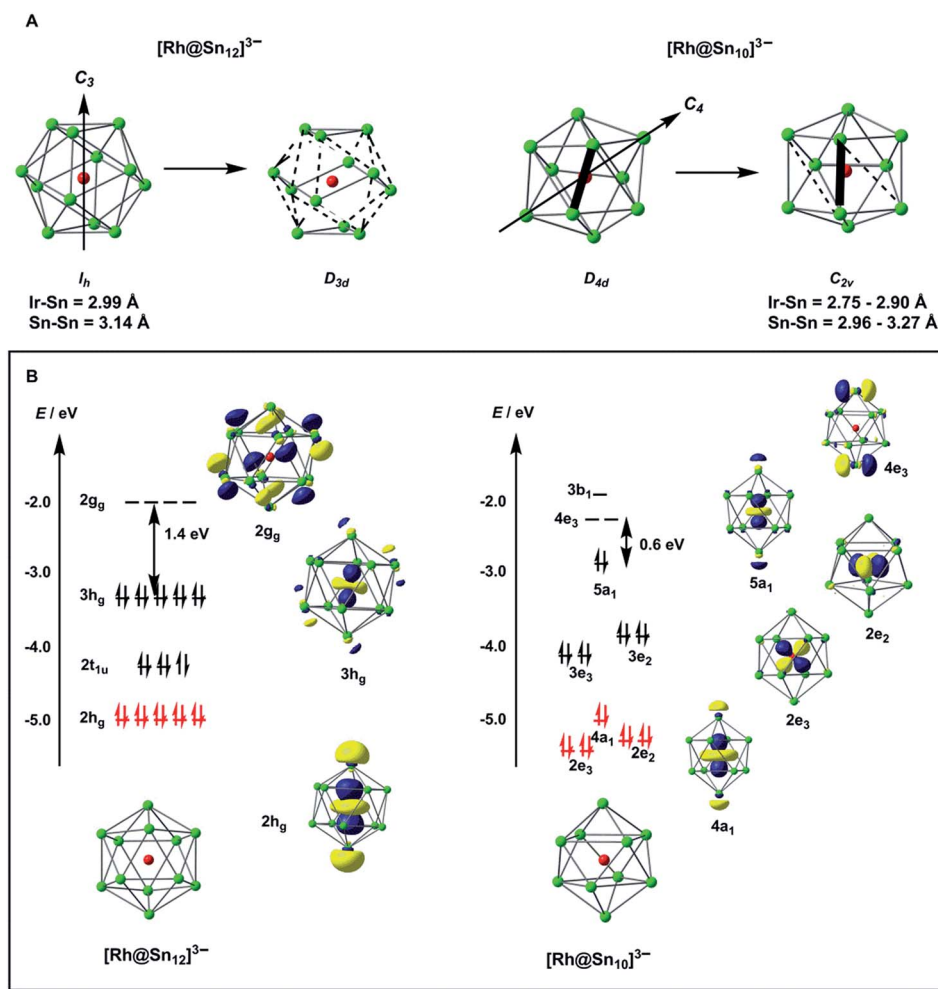 A
[Rh@Sn12]3−
[Rh@Sn10]3−
C3
C4
Ih
D3d
D4d
C2v
Ir-Sn = 2.99 Å
Sn-Sn = 3.14 Å
Ir-Sn = 2.75 - 2.90 Å
Sn-Sn = 2.96 - 3.27 Å
B
E / eV
-2.0
-3.0
-4.0
-5.0
2gg
1.4 eV
3hg
2t1u
2hg
2gg
3hg
2hg
[Rh@Sn12]3−
E / eV
-2.0
-3.0
-4.0
-5.0
3b1
4e3
0.6 eV
5a1
3e2
3e3
4a1
2e3
2e2
4e3
5a1
2e2
2e3
4a1
[Rh@Sn10]3−